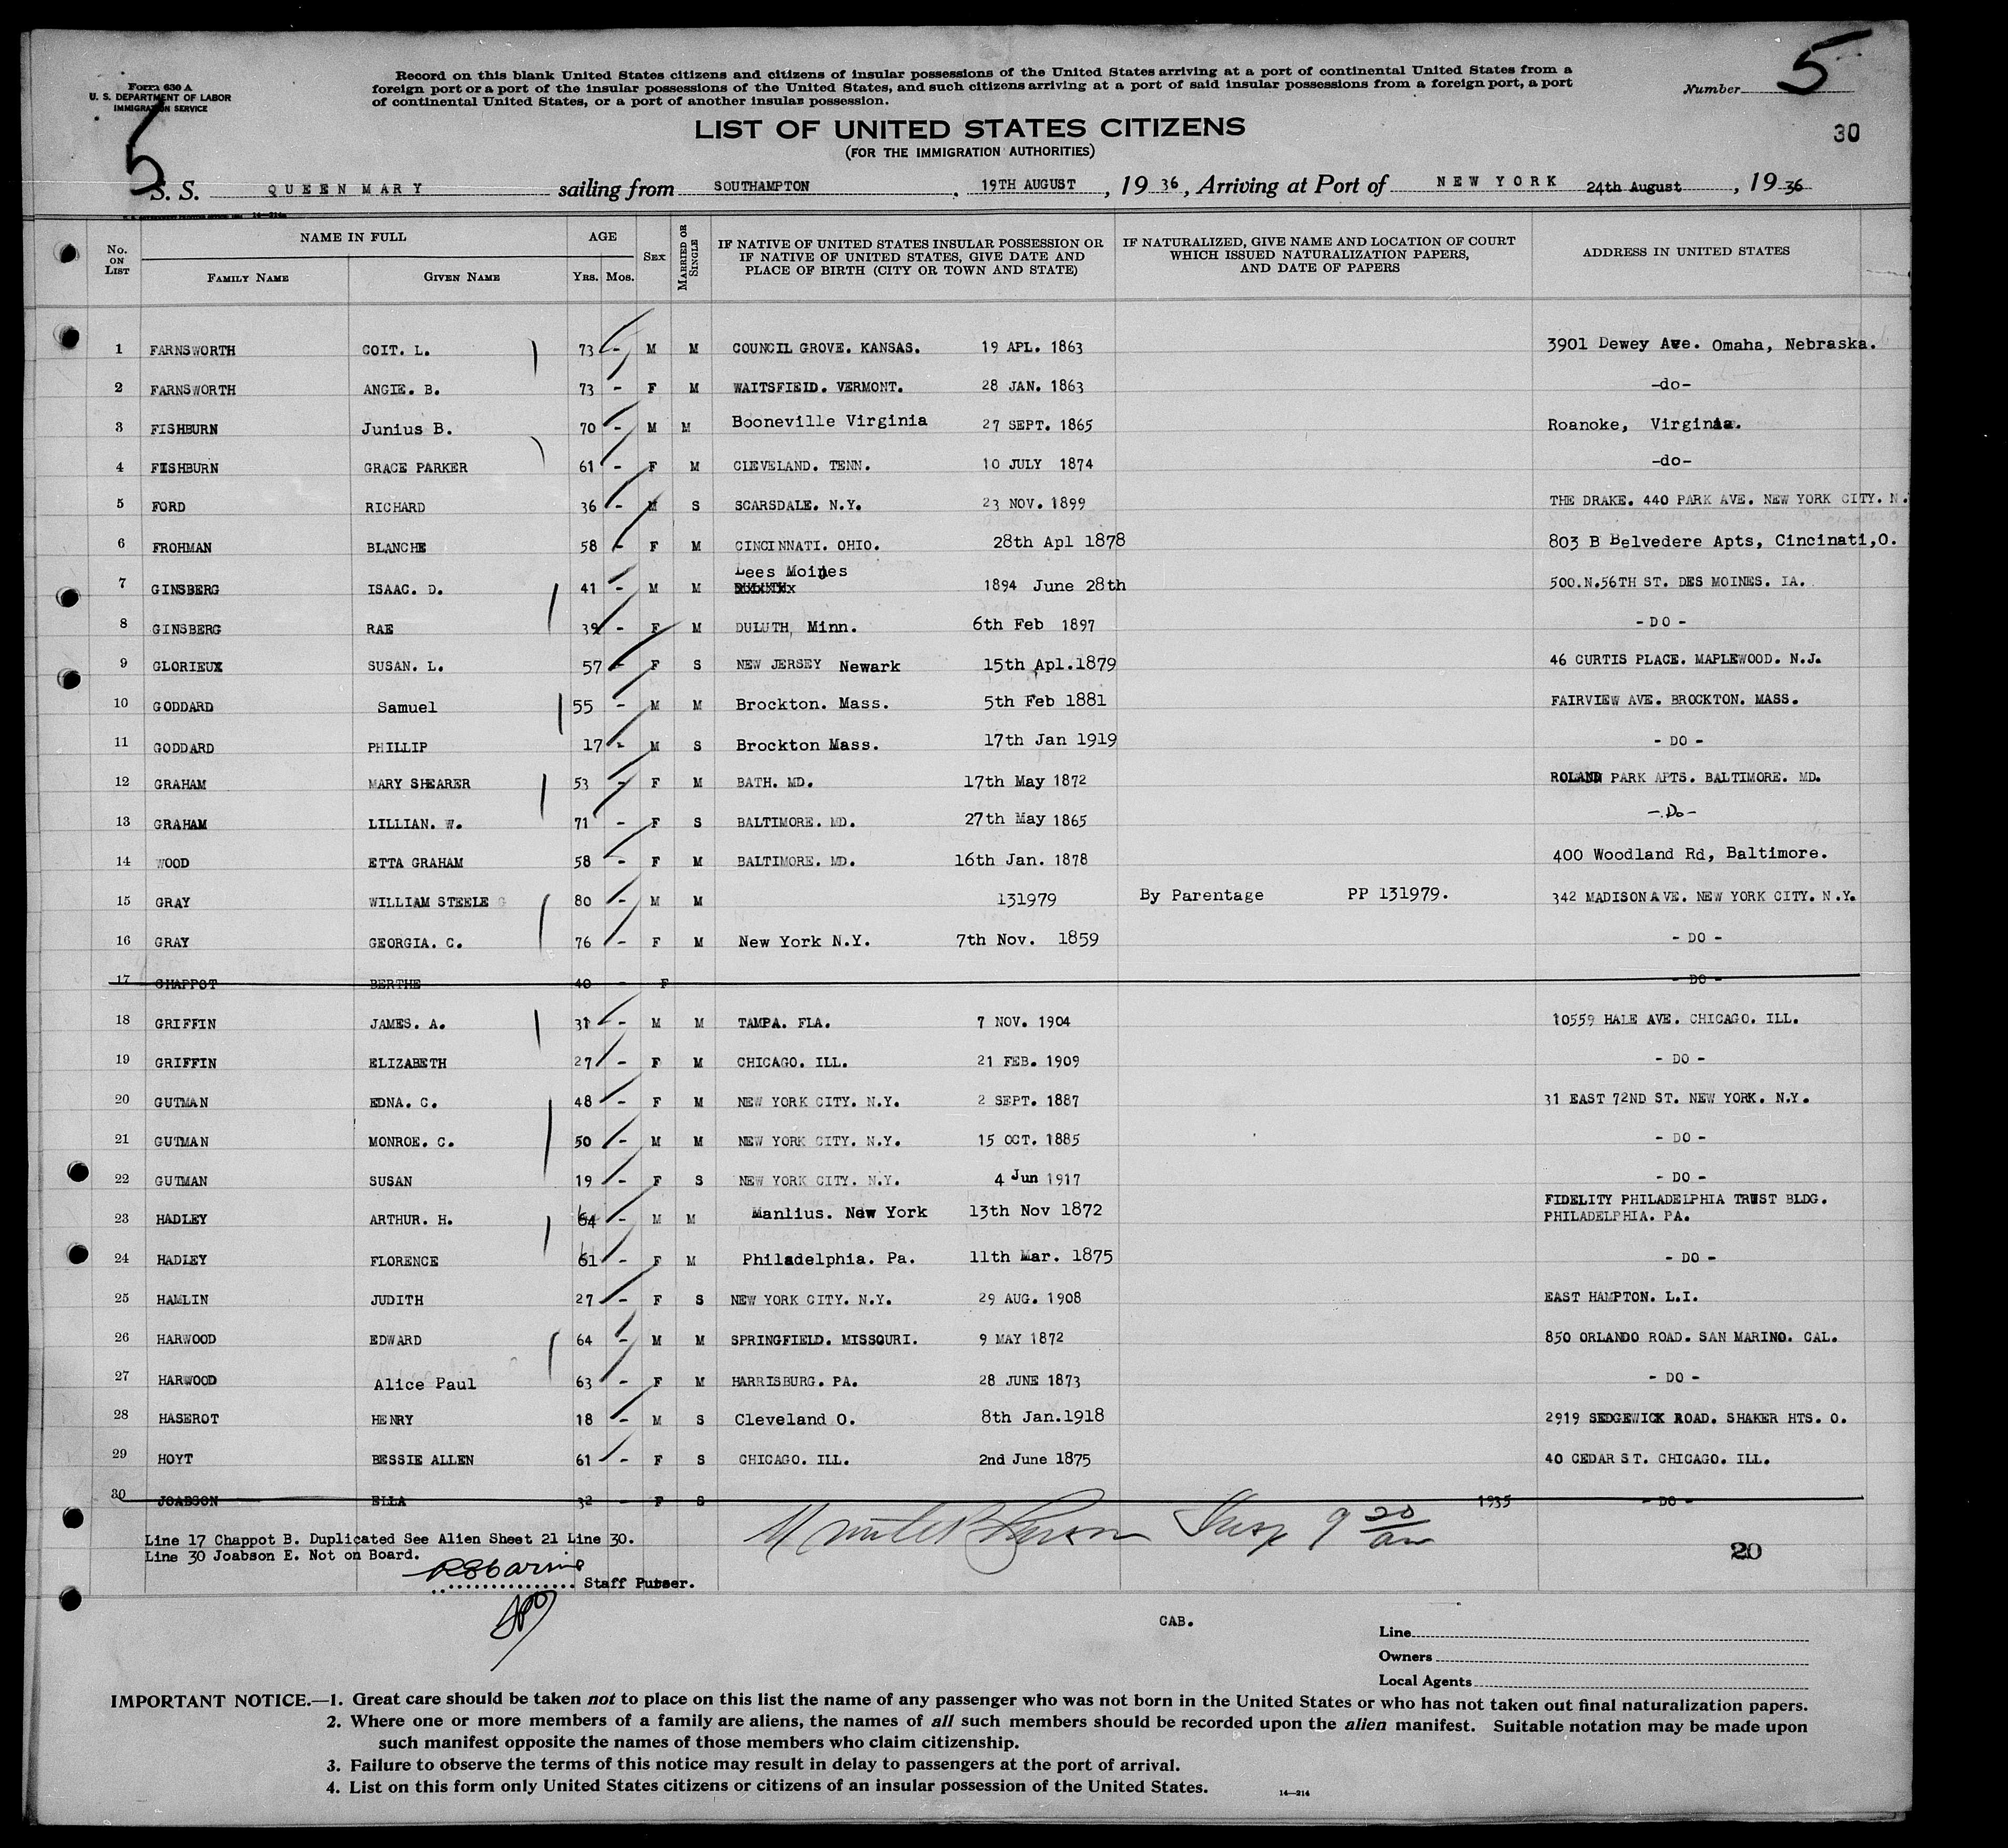 Form 630 A
U. S. DEPARTMENT OF LABOR
IMMIGRATION SERVICE
Record on this blank United States citizens and citizens of insular possessions of the United States arriving at a port of continental United States from a
foreign port or a port of the insular possessions of the United States, and such citizens arriving at a port of said insular possessions from a foreign port, a port
of continental United States, or a port of another insular possession.
Number 5
5
30
LIST OF UNITED STATES CITIZENS
(FOR THE IMMIGRATION AUTHORITIES)
S. S. QUEEN MARY sailing from SOUTHAMPTON, 19TH AUGUST, 19 36, Arriving at Port of NEW YORK 24th August, 19 36
No. ON LIST NAME IN FULL FAMILY NAME GIVEN NAME AGE YRS. MOS. SEX MARRIED OR SINGLE IF NATIVE OF UNITED STATES INSULAR POSSESSION OR IF NATIVE OF UNITED STATES, GIVE DATE AND PLACE OF BIRTH (CITY OR TOWN AND STATE) IF NATURALIZED, GIVE NAME AND LOCATION OF COURT WHICH ISSUED NATURALIZATION PAPERS, AND DATE OF PAPERS ADDRESS IN UNITED STATES
1 FARNSWORTH COIT. L. 73 - M M COUNCIL GROVE. KANSAS. 19 APL. 1863 3901 Dewey Ave. Omaha, Nebraska.
2 FARNSWORTH ANGIE. B. 73 - F M WAITSFIELD. VERMONT. 28 JAN. 1863 -do-
3 FISHBURN Junius B. 70 - M M Booneville Virginia 27 SEPT. 1865 Roanoke, Virginia.
4 FISHBURN GRACE PARKER 61 - F M CLEVELAND. TENN. 10 JULY 1874 -do-
5 FORD RICHARD 36 - M S SCARSDALE. N.Y. 23 NOV. 1899 THE DRAKE. 440 PARK AVE. NEW YORK CITY. N.
6 FROHMAN BLANCHE 58 - F M CINCINNATI. OHIO. 28th Apl 1878 803 B Belvedere Apts, Cincinati,O.
7 GINSBERG ISAAC. D. 41 - M M Lees Moines 1894 June 28th 500.N.56TH ST. DES MOINES. IA.
8 GINSBERG RAE 39 - F M DULUTH, Minn. 6th Feb 1897 - DO -
9 GLORIEUX SUSAN. L. 57 - F S NEW JERSEY Newark 15th Apl.1879 46 CURTIS PLACE. MAPLEWOOD. N.J.
10 GODDARD Samuel 55 - M M Brockton. Mass. 5th Feb 1881 FAIRVIEW AVE. BROCKTON. MASS.
11 GODDARD PHILLIP 17 - M S Brockton Mass. 17th Jan 1919 - DO -
12 GRAHAM MARY SHEARER 53 - F M BATH. MD. 17th May 1872 ROLAND PARK APTS. BALTIMORE. MD.
13 GRAHAM LILLIAN. W. 71 - F S BALTIMORE. MD. 27th May 1865 -.Do-
14 WOOD ETTA GRAHAM 58 - F M BALTIMORE. MD. 16th Jan. 1878 400 Woodland Rd, Baltimore.
15 GRAY WILLIAM STEELE G 80 - M M 131979 By Parentage PP 131979. 342 MADISON AVE. NEW YORK CITY. N.Y.
16 GRAY GEORGIA. C. 76 - F M New York N.Y. 7th Nov. 1859 - DO -
17 CHAPPOT BERTHE 40 - F - DO -
18 GRIFFIN JAMES. A. 31 - M M TAMPA. FLA. 7 NOV. 1904 10559 HALE AVE. CHICAGO. ILL.
19 GRIFFIN ELIZABETH 27 - F M CHICAGO. ILL. 21 FEB. 1909 - DO -
20 GUTMAN EDNA. C. 48 - F M NEW YORK CITY. N.Y. 2 SEPT. 1887 31 EAST 72ND ST. NEW YORK. N.Y.
21 GUTMAN MONROE. C. 50 - M M NEW YORK CITY. N.Y. 15 OCT. 1885 - DO -
22 GUTMAN SUSAN 19 - F S NEW YORK CITY. N.Y. 4 Jun 1917 - DO -
23 HADLEY ARTHUR. H. 64 - M M Manlius. New York 13th Nov 1872 FIDELITY PHILADELPHIA TRUST BLDG. PHILADELPHIA. PA.
24 HADLEY FLORENCE 61 - F M Philadelphia. Pa. 11th Mar. 1875 - DO -
25 HAMLIN JUDITH 27 - F S NEW YORK CITY. N.Y. 29 AUG. 1908 EAST HAMPTON. L.I.
26 HARWOOD EDWARD 64 - M M SPRINGFIELD. MISSOURI. 9 MAY 1872 850 ORLANDO ROAD. SAN MARINO. CAL.
27 HARWOOD Alice Paul 63 - F M HARRISBURG. PA. 28 JUNE 1873 - DO -
28 HASEROT HENRY 18 - M S Cleveland O. 8th Jan.1918 2919 SEDGEWICK ROAD. SHAKER HTS. O.
29 HOYT BESSIE ALLEN 61 - F S CHICAGO. ILL. 2nd June 1875 40 CEDAR ST. CHICAGO. ILL.
30 JOABSON ELLA 32 - F S 1935 - DO -
Line 17 Chappot B. Duplicated See Alien Sheet 21 Line 30.
Line 30 Joabson E. Not on Board.
Staff Purser.
Insp 9 20 am
20
CAB.
Line
Owners
Local Agents
IMPORTANT NOTICE.—1. Great care should be taken not to place on this list the name of any passenger who was not born in the United States or who has not taken out final naturalization papers.
2. Where one or more members of a family are aliens, the names of all such members should be recorded upon the alien manifest. Suitable notation may be made upon
such manifest opposite the names of those members who claim citizenship.
3. Failure to observe the terms of this notice may result in delay to passengers at the port of arrival.
4. List on this form only United States citizens or citizens of an insular possession of the United States.
14—214